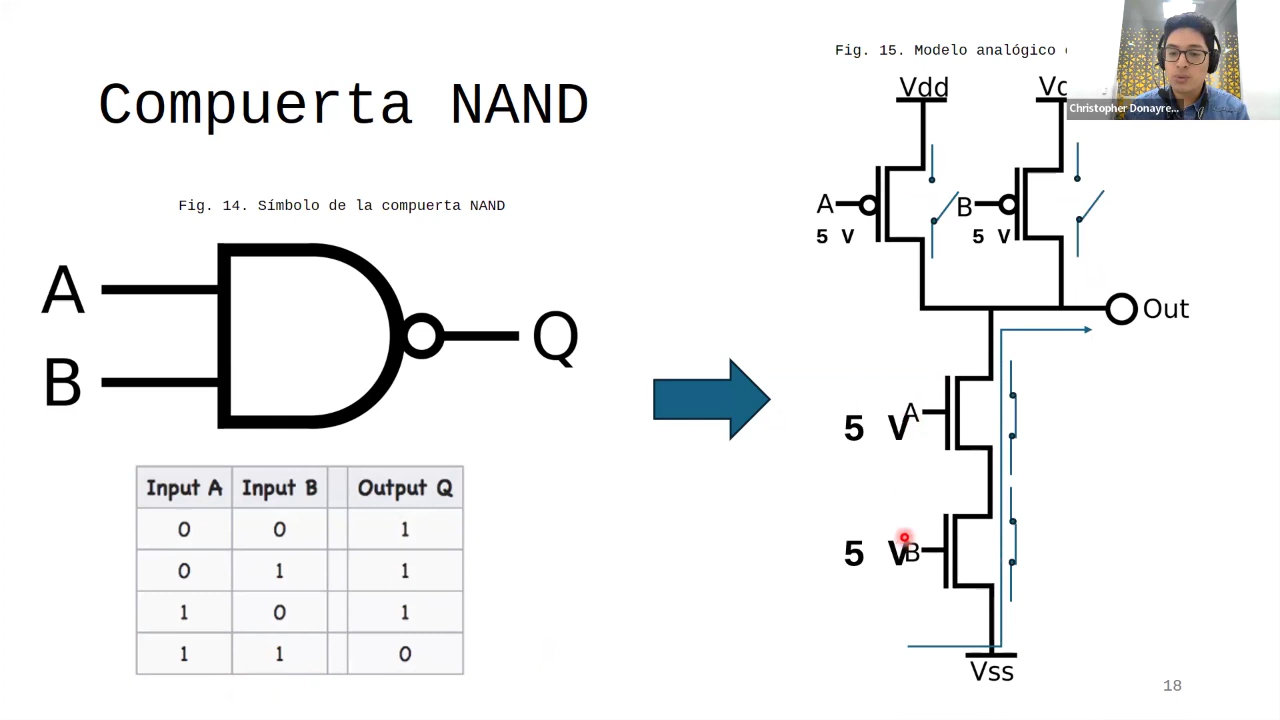 Compuerta NAND
Fig. 14. Símbolo de la compuerta NAND
A
B
Q
Input A Input B Output Q
0 0 1
0 1 1
1 0 1
1 1 0
Fig. 15. Modelo analógico
Christopher Donayre...
Vdd
A
5 V
B
5 V
Out
A
5 V
B
5 V
Vss
18